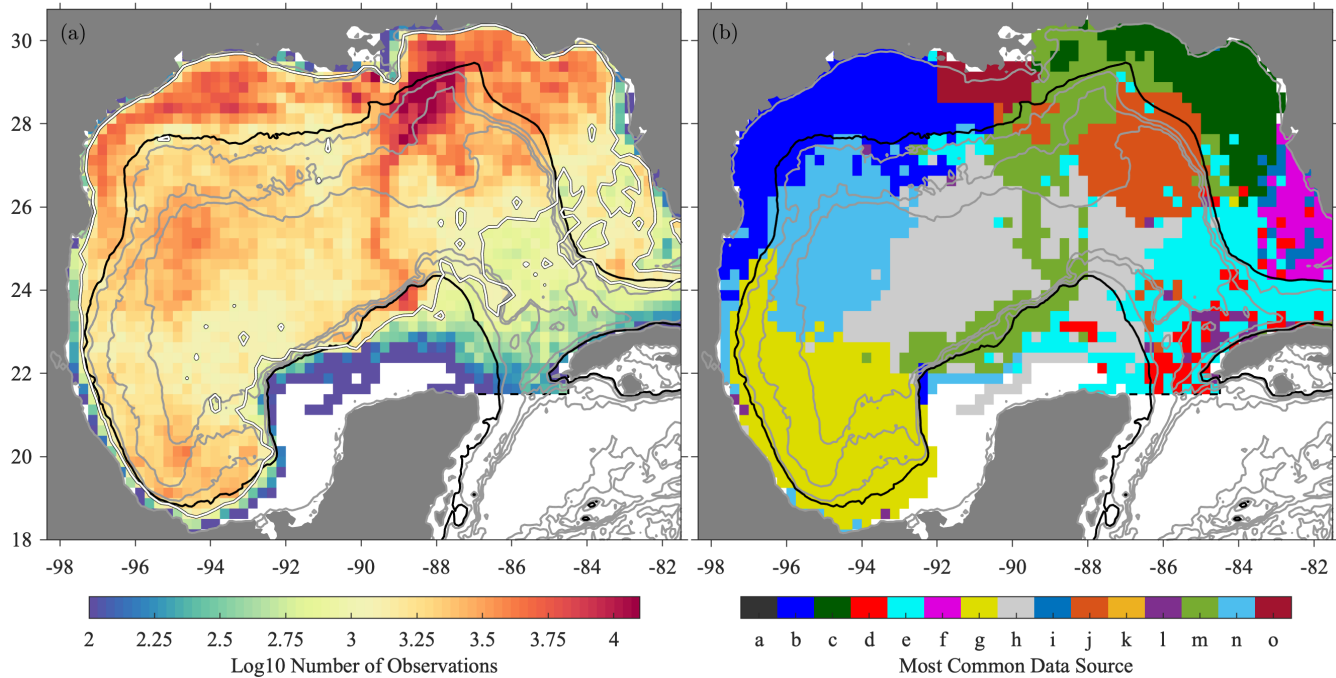 (a)
(b)
30
28
26
24
22
20
18
-98 -96 -94 -92 -90 -88 -86 -84 -82
-98 -96 -94 -92 -90 -88 -86 -84 -82
2 2.25 2.5 2.75 3 3.25 3.5 3.75 4
Log10 Number of Observations
a b c d e f g h i j k l m n o
Most Common Data Source